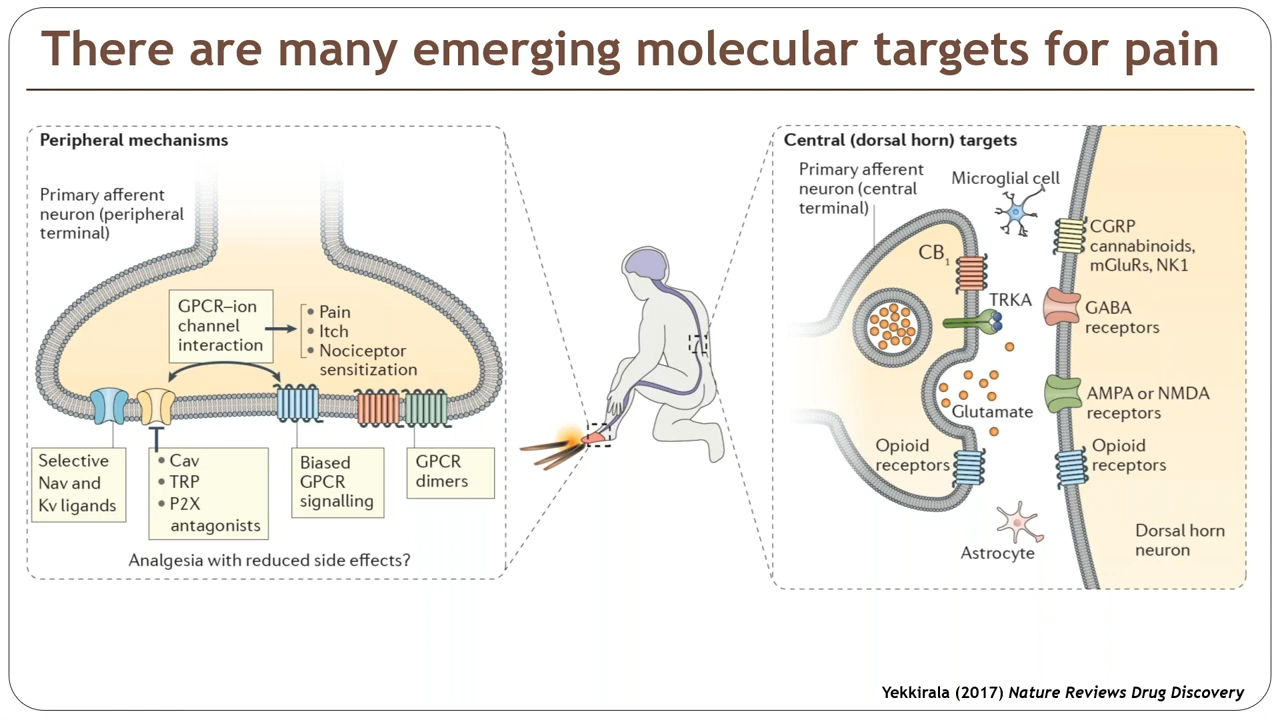 There are many emerging molecular targets for pain
Peripheral mechanisms
Primary afferent
neuron (peripheral
terminal)
GPCR–ion
channel
interaction
• Pain
• Itch
• Nociceptor
sensitization
Selective
Nav and
Kv ligands
• Cav
• TRP
• P2X
antagonists
Biased
GPCR
signalling
GPCR
dimers
Analgesia with reduced side effects?
Central (dorsal horn) targets
Primary afferent
neuron (central
terminal)
Microglial cell
CB1
TRKA
Glutamate
Opioid
receptors
Astrocyte
CGRP
cannabinoids,
mGluRs, NK1
GABA
receptors
AMPA or NMDA
receptors
Opioid
receptors
Dorsal horn
neuron
Yekkirala (2017) Nature Reviews Drug Discovery